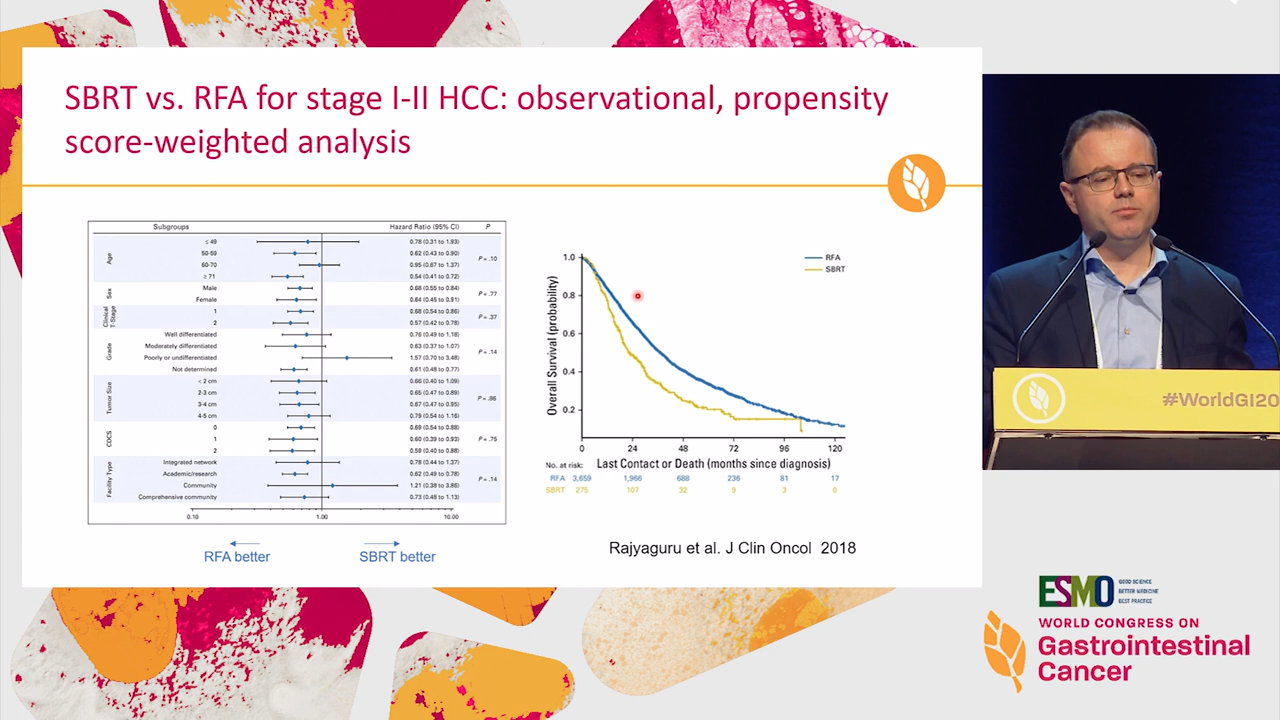 SBRT vs. RFA for stage I-II HCC: observational, propensity
score-weighted analysis
Subgroups Hazard Ratio (95% CI) P
Age
≤ 49 0.78 (0.31 to 1.93)
50-59 0.62 (0.43 to 0.90)
60-70 0.95 (0.67 to 1.37)
≥ 71 0.54 (0.41 to 0.72)
P = .10
Sex
Male 0.68 (0.55 to 0.84)
Female 0.64 (0.45 to 0.91)
P = .77
Clinical
T-Stage
1 0.68 (0.54 to 0.86)
2 0.57 (0.42 to 0.78)
P = .37
Grade
Well differentiated 0.76 (0.49 to 1.18)
Moderately differentiated 0.63 (0.37 to 1.07)
Poorly or undifferentiated 1.57 (0.70 to 3.48)
Not determined 0.61 (0.48 to 0.77)
P = .14
Tumor Size
< 2 cm 0.66 (0.40 to 1.09)
2-3 cm 0.65 (0.47 to 0.89)
3-4 cm 0.67 (0.47 to 0.95)
4-5 cm 0.79 (0.54 to 1.16)
P = .86
CDCS
0 0.69 (0.54 to 0.88)
1 0.60 (0.39 to 0.93)
2 0.59 (0.40 to 0.88)
P = .75
Facility Type
Integrated network 0.78 (0.44 to 1.37)
Academic/research 0.62 (0.49 to 0.78)
Community 1.21 (0.38 to 3.86)
Comprehensive community 0.73 (0.48 to 1.13)
P = .14
0.10 1.00 10.00
RFA better SBRT better
RFA
SBRT
Overall Survival (probability)
1.0
0.8
0.6
0.4
0.2
0 24 48 72 96 120
Last Contact or Death (months since diagnosis)
No. at risk:
RFA 3,659 1,966 688 236 81 17
SBRT 275 107 32 9 3 0
Rajyaguru et al. J Clin Oncol 2018
#WorldGI20
ESMO
GOOD SCIENCE
BETTER MEDICINE
BEST PRACTICE
WORLD CONGRESS ON
Gastrointestinal
Cancer